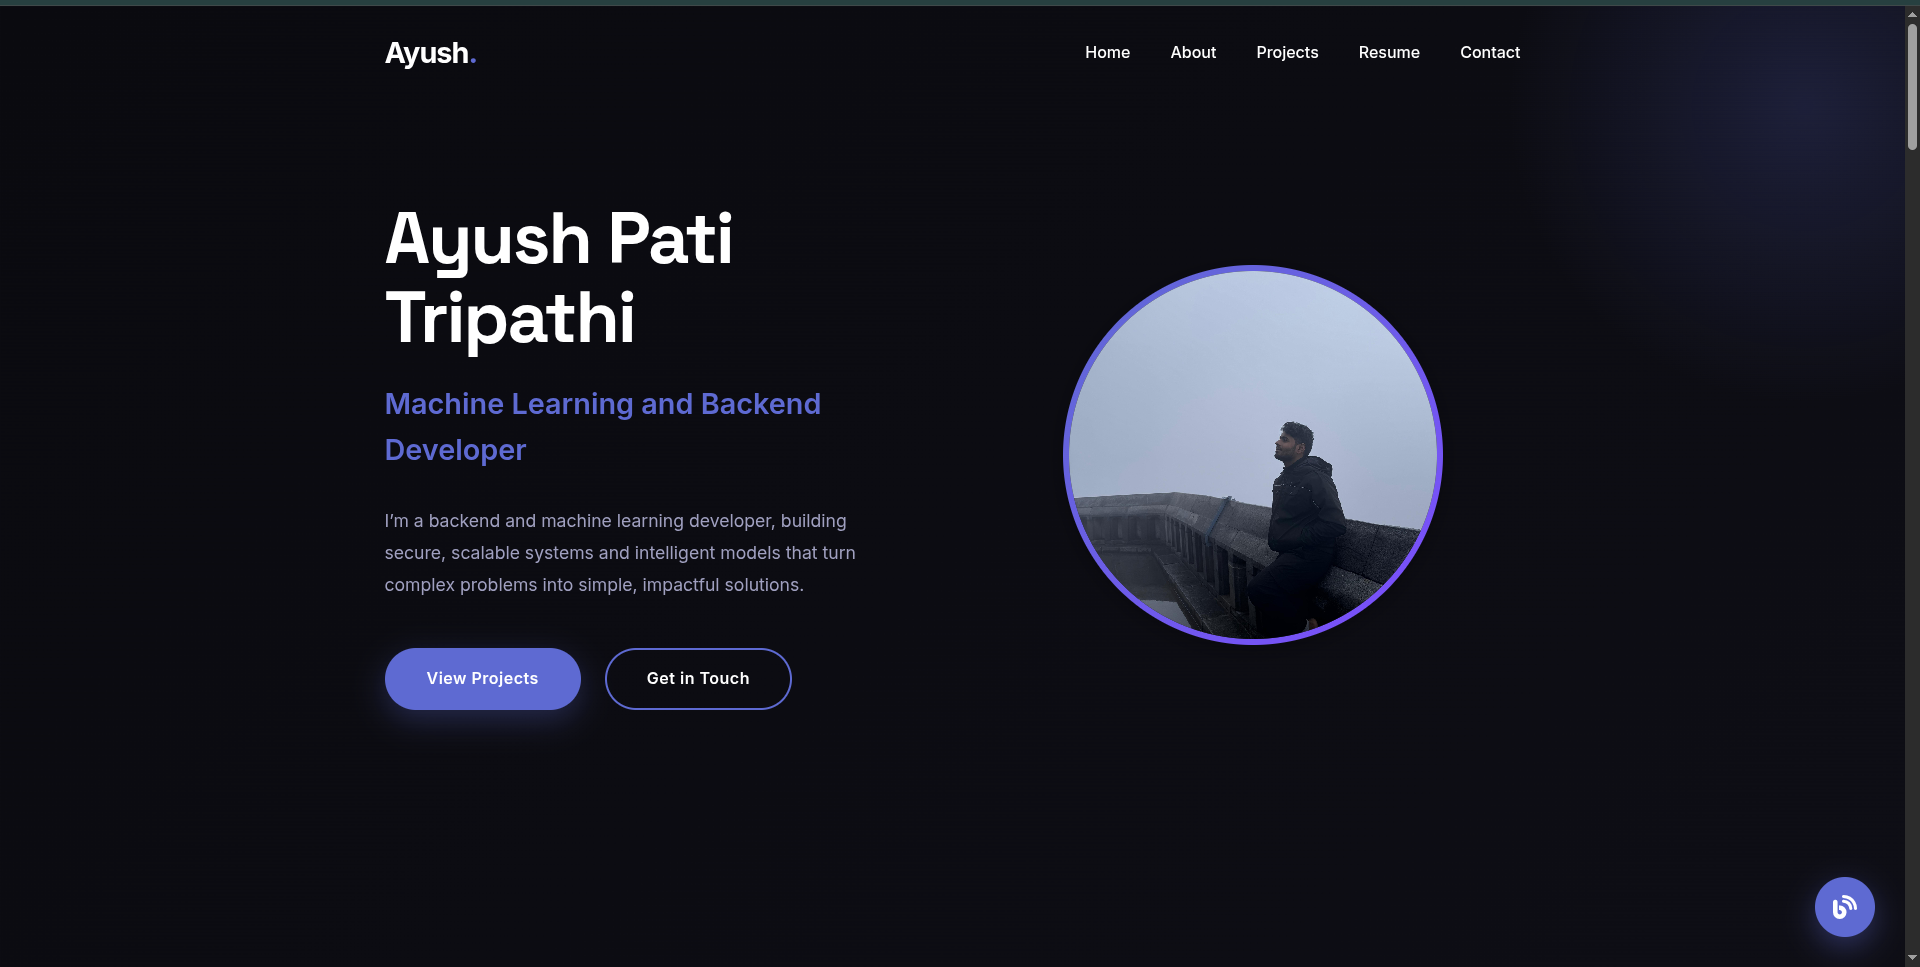 Ayush.
Home
About
Projects
Resume
Contact
Ayush Pati
Tripathi
Machine Learning and Backend
Developer
I’m a backend and machine learning developer, building
secure, scalable systems and intelligent models that turn
complex problems into simple, impactful solutions.
View Projects
Get in Touch